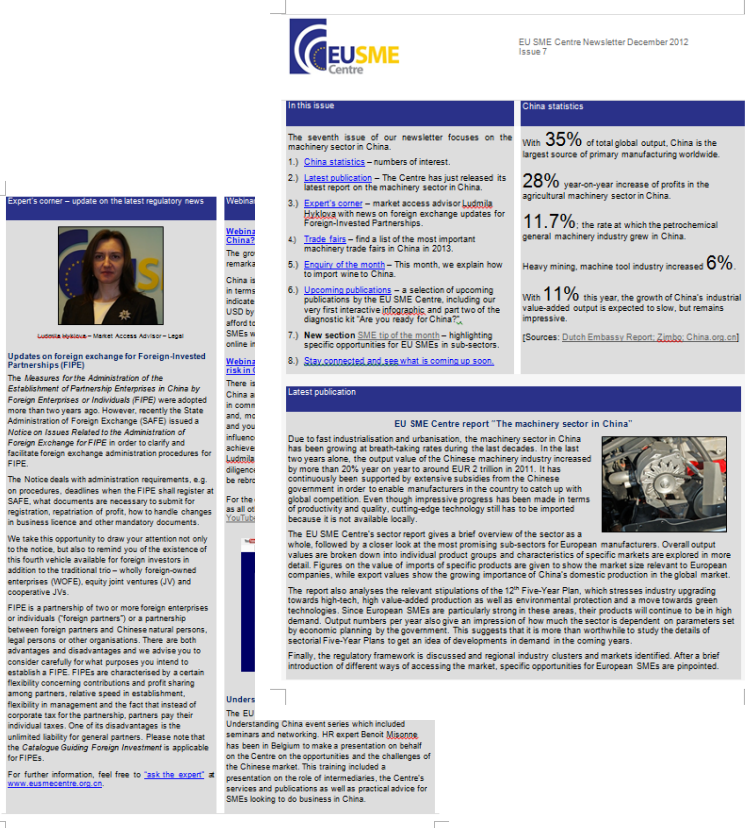 EUSME
Centre
EU SME Centre Newsletter December 2012
Issue 7
In this issue
The seventh issue of our newsletter focuses on the
machinery sector in China.
1.) China statistics – numbers of interest.
2.) Latest publication – The Centre has just released its
latest report on the machinery sector in China.
3.) Expert's corner – market access advisor Ludmila
Hyklova with news on foreign exchange updates for
Foreign-Invested Partnerships.
4.) Trade fairs – find a list of the most important
machinery trade fairs in China in 2013.
5.) Enquiry of the month – This month, we explain how
to import wine to China.
6.) Upcoming publications – a selection of upcoming
publications by the EU SME Centre, including our
very first interactive infographic and part two of the
diagnostic kit "Are you ready for China?".
7.) New section SME tip of the month – highlighting
specific opportunities for EU SMEs in sub-sectors.
8.) Stay connected and see what is coming up soon.
China statistics
With 35% of total global output, China is the
largest source of primary manufacturing worldwide.
28% year-on-year increase of profits in the
agricultural machinery sector in China.
11.7%; the rate at which the petrochemical
general machinery industry grew in China.
Heavy mining, machine tool industry increased 6%.
With 11% this year, the growth of China's industrial
value-added output is expected to slow, but remains
impressive.
[Sources: Dutch Embassy Report; Zimbo; China.org.cn]
Latest publication
EU SME Centre report "The machinery sector in China"
Due to fast industrialisation and urbanisation, the machinery sector in China
has been growing at breath-taking rates during the last decades. In the last
two years alone, the output value of the Chinese machinery industry increased
by more than 20% year on year to around EUR 2 trillion in 2011. It has
continuously been supported by extensive subsidies from the Chinese
government in order to enable manufacturers in the country to catch up with
global competition. Even though impressive progress has been made in terms
of productivity and quality, cutting-edge technology still has to be imported
because it is not available locally.
The EU SME Centre's sector report gives a brief overview of the sector as a
whole, followed by a closer look at the most promising sub-sectors for European manufacturers. Overall output
values are broken down into individual product groups and characteristics of specific markets are explored in more
detail. Figures on the value of imports of specific products are given to show the market size relevant to European
companies, while export values show the growing importance of China's domestic production in the global market.
The report also analyses the relevant stipulations of the 12th Five-Year Plan, which stresses industry upgrading
towards high-tech, high value-added production as well as environmental protection and a move towards green
technologies. Since European SMEs are particularly strong in these areas, their products will continue to be in high
demand. Output numbers per year also give an impression of how much the sector is dependent on parameters set
by economic planning by the government. This suggests that it is more than worthwhile to study the details of
sectorial Five-Year Plans to get an idea of developments in demand in the coming years.
Finally, the regulatory framework is discussed and regional industry clusters and markets identified. After a brief
introduction of different ways of accessing the market, specific opportunities for European SMEs are pinpointed.
Expert's corner – update on the latest regulatory news
Ludmila Hyklova – Market Access Advisor – Legal
Updates on foreign exchange for Foreign-Invested
Partnerships (FIPE)
The Measures for the Administration of the
Establishment of Partnership Enterprises in China by
Foreign Enterprises or Individuals (FIPE) were adopted
more than two years ago. However, recently the State
Administration of Foreign Exchange (SAFE) issued a
Notice on Issues Related to the Administration of
Foreign Exchange for FIPE in order to clarify and
facilitate foreign exchange administration procedures for
FIPE.
The Notice deals with administration requirements, e.g.
on procedures, deadlines when the FIPE shall register at
SAFE, what documents are necessary to submit for
registration, repatriation of profit, how to handle changes
in business licence and other mandatory documents.
We take this opportunity to draw your attention not only
to the notice, but also to remind you of the existence of
this fourth vehicle available for foreign investors in
addition to the traditional trio – wholly foreign-owned
enterprises (WOFE), equity joint ventures (JV) and
cooperative JVs.
FIPE is a partnership of two or more foreign enterprises
or individuals ("foreign partners") or a partnership
between foreign partners and Chinese natural persons,
legal persons or other organisations. There are both
advantages and disadvantages and we advise you to
consider carefully for what purposes you intend to
establish a FIPE. FIPEs are characterised by a certain
flexibility concerning contributions and profit sharing
among partners, relative speed in establishment,
flexibility in management and the fact that instead of
corporate tax for the partnership, partners pay their
individual taxes. One of its disadvantages is the
unlimited liability for general partners. Please note that
the Catalogue Guiding Foreign Investment is applicable
for FIPEs.
For further information, feel free to "ask the expert" at
www.eusmecentre.org.cn.
Webinar
China?
The
remarka
China is
in terms
indicate
USD by
afford to
SMEs w
online i
risk in
There is
China a
in comm
and, mo
and you
influenc
achieve
Ludmila
diligenc
be rebro
For the
as all ot
YouTub
Unders
The EU
Understanding China event series which included
seminars and networking. HR expert Benoit Misonne
has been in Belgium to make a presentation on behalf
on the Centre on the opportunities and the challenges of
the Chinese market. This training included a
presentation on the role of intermediaries, the Centre's
services and publications as well as practical advice for
SMEs looking to do business in China.